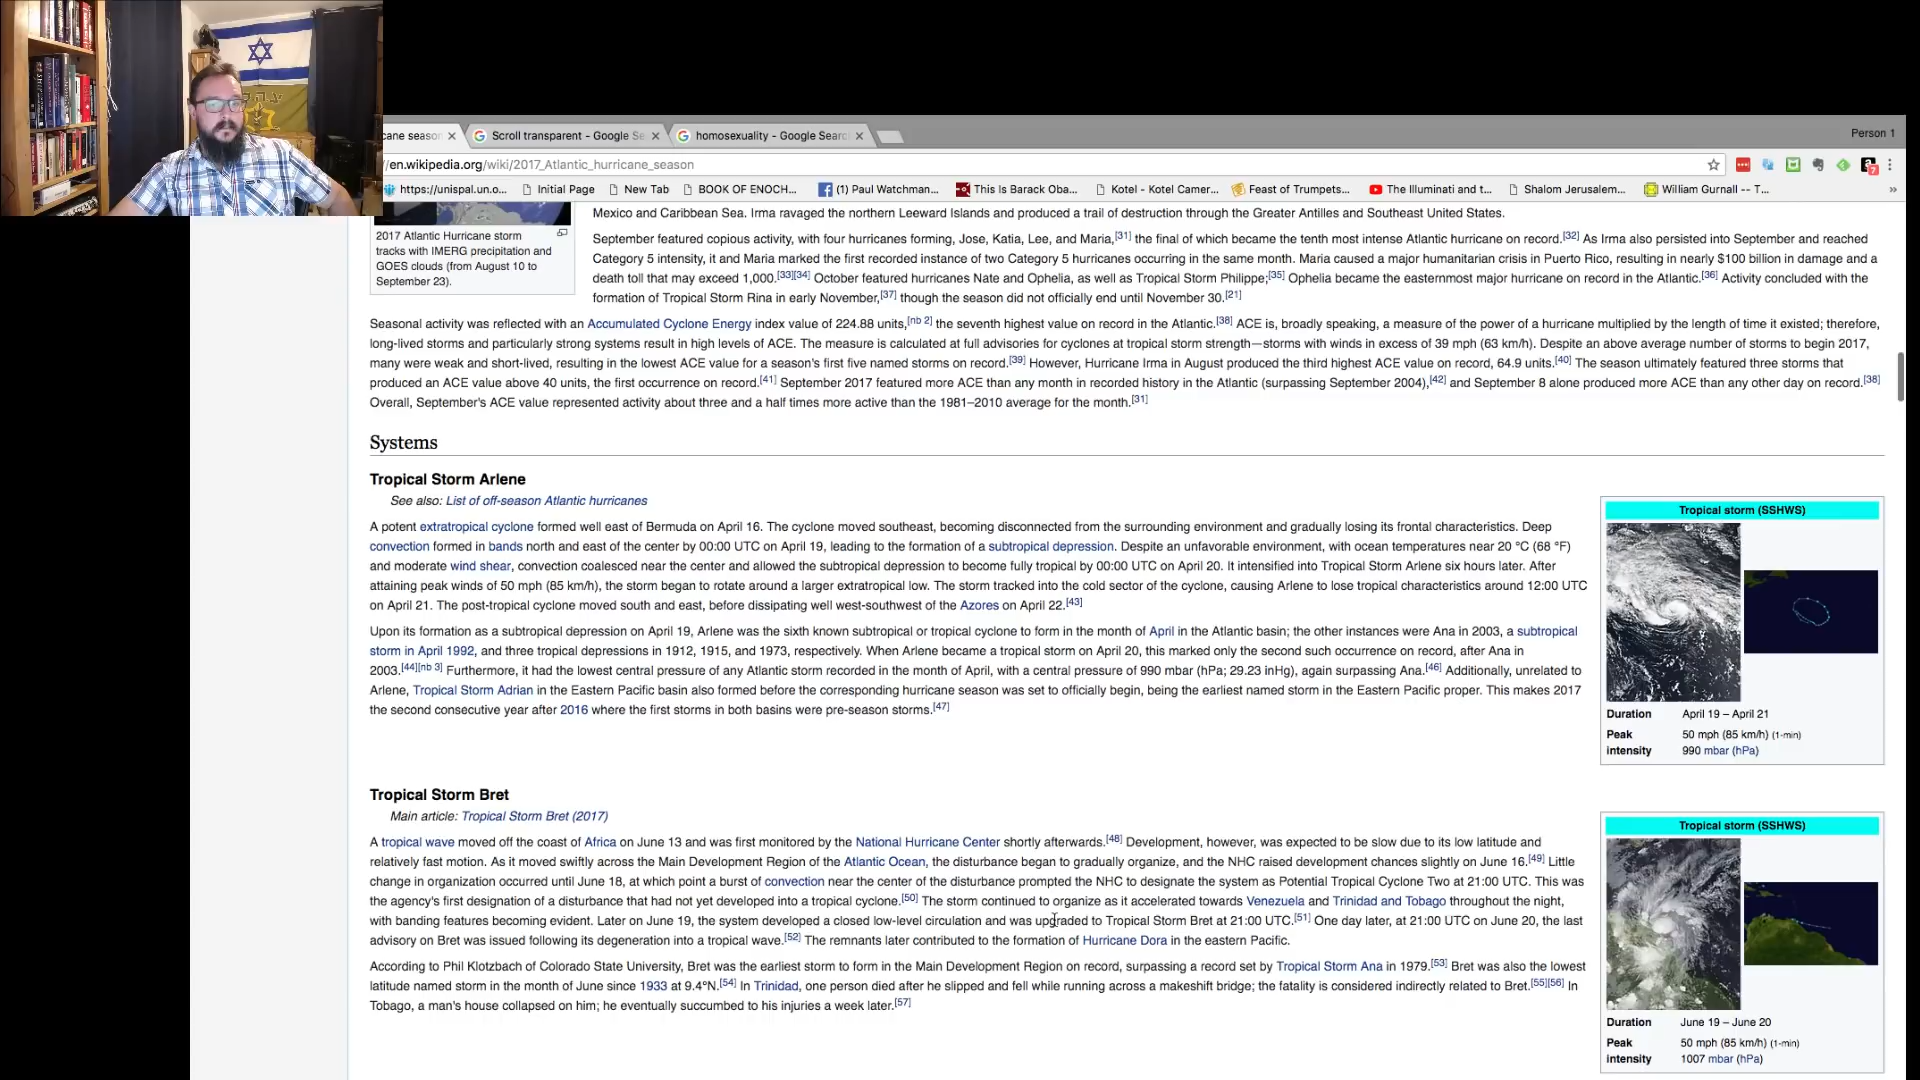 cane season
Scroll transparent - Google Se
homosexuality - Google Searc
Person 1
/en.wikipedia.org/wiki/2017_Atlantic_hurricane_season
https://unispal.un.o...
Initial Page
New Tab
BOOK OF ENOCH...
(1) Paul Watchman...
This Is Barack Oba...
Kotel - Kotel Camer...
Feast of Trumpets...
The Illuminati and t...
Shalom Jerusalem...
William Gurnall -- T...
»
2017 Atlantic Hurricane storm
tracks with IMERG precipitation and
GOES clouds (from August 10 to
September 23).
Mexico and Caribbean Sea. Irma ravaged the northern Leeward Islands and produced a trail of destruction through the Greater Antilles and Southeast United States.
September featured copious activity, with four hurricanes forming, Jose, Katia, Lee, and Maria,[31] the final of which became the tenth most intense Atlantic hurricane on record.[32] As Irma also persisted into September and reached
Category 5 intensity, it and Maria marked the first recorded instance of two Category 5 hurricanes occurring in the same month. Maria caused a major humanitarian crisis in Puerto Rico, resulting in nearly $100 billion in damage and a
death toll that may exceed 1,000.[33][34] October featured hurricanes Nate and Ophelia, as well as Tropical Storm Philippe;[35] Ophelia became the easternmost major hurricane on record in the Atlantic.[36] Activity concluded with the
formation of Tropical Storm Rina in early November,[37] though the season did not officially end until November 30.[21]
Seasonal activity was reflected with an Accumulated Cyclone Energy index value of 224.88 units,[nb 2] the seventh highest value on record in the Atlantic.[38] ACE is, broadly speaking, a measure of the power of a hurricane multiplied by the length of time it existed; therefore,
long-lived storms and particularly strong systems result in high levels of ACE. The measure is calculated at full advisories for cyclones at tropical storm strength—storms with winds in excess of 39 mph (63 km/h). Despite an above average number of storms to begin 2017,
many were weak and short-lived, resulting in the lowest ACE value for a season's first five named storms on record.[39] However, Hurricane Irma in August produced the third highest ACE value on record, 64.9 units.[40] The season ultimately featured three storms that
produced an ACE value above 40 units, the first occurrence on record.[41] September 2017 featured more ACE than any month in recorded history in the Atlantic (surpassing September 2004),[42] and September 8 alone produced more ACE than any other day on record.[38]
Overall, September's ACE value represented activity about three and a half times more active than the 1981–2010 average for the month.[31]
Systems
Tropical Storm Arlene
See also: List of off-season Atlantic hurricanes
A potent extratropical cyclone formed well east of Bermuda on April 16. The cyclone moved southeast, becoming disconnected from the surrounding environment and gradually losing its frontal characteristics. Deep
convection formed in bands north and east of the center by 00:00 UTC on April 19, leading to the formation of a subtropical depression. Despite an unfavorable environment, with ocean temperatures near 20 °C (68 °F)
and moderate wind shear, convection coalesced near the center and allowed the subtropical depression to become fully tropical by 00:00 UTC on April 20. It intensified into Tropical Storm Arlene six hours later. After
attaining peak winds of 50 mph (85 km/h), the storm began to rotate around a larger extratropical low. The storm tracked into the cold sector of the cyclone, causing Arlene to lose tropical characteristics around 12:00 UTC
on April 21. The post-tropical cyclone moved south and east, before dissipating well west-southwest of the Azores on April 22.[43]
Upon its formation as a subtropical depression on April 19, Arlene was the sixth known subtropical or tropical cyclone to form in the month of April in the Atlantic basin; the other instances were Ana in 2003, a subtropical
storm in April 1992, and three tropical depressions in 1912, 1915, and 1973, respectively. When Arlene became a tropical storm on April 20, this marked only the second such occurrence on record, after Ana in
2003.[44][nb 3] Furthermore, it had the lowest central pressure of any Atlantic storm recorded in the month of April, with a central pressure of 990 mbar (hPa; 29.23 inHg), again surpassing Ana.[46] Additionally, unrelated to
Arlene, Tropical Storm Adrian in the Eastern Pacific basin also formed before the corresponding hurricane season was set to officially begin, being the earliest named storm in the Eastern Pacific proper. This makes 2017
the second consecutive year after 2016 where the first storms in both basins were pre-season storms.[47]
Tropical storm (SSHWS)
Duration April 19 – April 21
Peak 50 mph (85 km/h) (1-min)
intensity 990 mbar (hPa)
Tropical Storm Bret
Main article: Tropical Storm Bret (2017)
A tropical wave moved off the coast of Africa on June 13 and was first monitored by the National Hurricane Center shortly afterwards.[48] Development, however, was expected to be slow due to its low latitude and
relatively fast motion. As it moved swiftly across the Main Development Region of the Atlantic Ocean, the disturbance began to gradually organize, and the NHC raised development chances slightly on June 16.[49] Little
change in organization occurred until June 18, at which point a burst of convection near the center of the disturbance prompted the NHC to designate the system as Potential Tropical Cyclone Two at 21:00 UTC. This was
the agency's first designation of a disturbance that had not yet developed into a tropical cyclone.[50] The storm continued to organize as it accelerated towards Venezuela and Trinidad and Tobago throughout the night,
with banding features becoming evident. Later on June 19, the system developed a closed low-level circulation and was upgraded to Tropical Storm Bret at 21:00 UTC.[51] One day later, at 21:00 UTC on June 20, the last
advisory on Bret was issued following its degeneration into a tropical wave.[52] The remnants later contributed to the formation of Hurricane Dora in the eastern Pacific.
According to Phil Klotzbach of Colorado State University, Bret was the earliest storm to form in the Main Development Region on record, surpassing a record set by Tropical Storm Ana in 1979.[53] Bret was also the lowest
latitude named storm in the month of June since 1933 at 9.4°N.[54] In Trinidad, one person died after he slipped and fell while running across a makeshift bridge; the fatality is considered indirectly related to Bret.[55][56] In
Tobago, a man's house collapsed on him; he eventually succumbed to his injuries a week later.[57]
Tropical storm (SSHWS)
Duration June 19 – June 20
Peak 50 mph (85 km/h) (1-min)
intensity 1007 mbar (hPa)